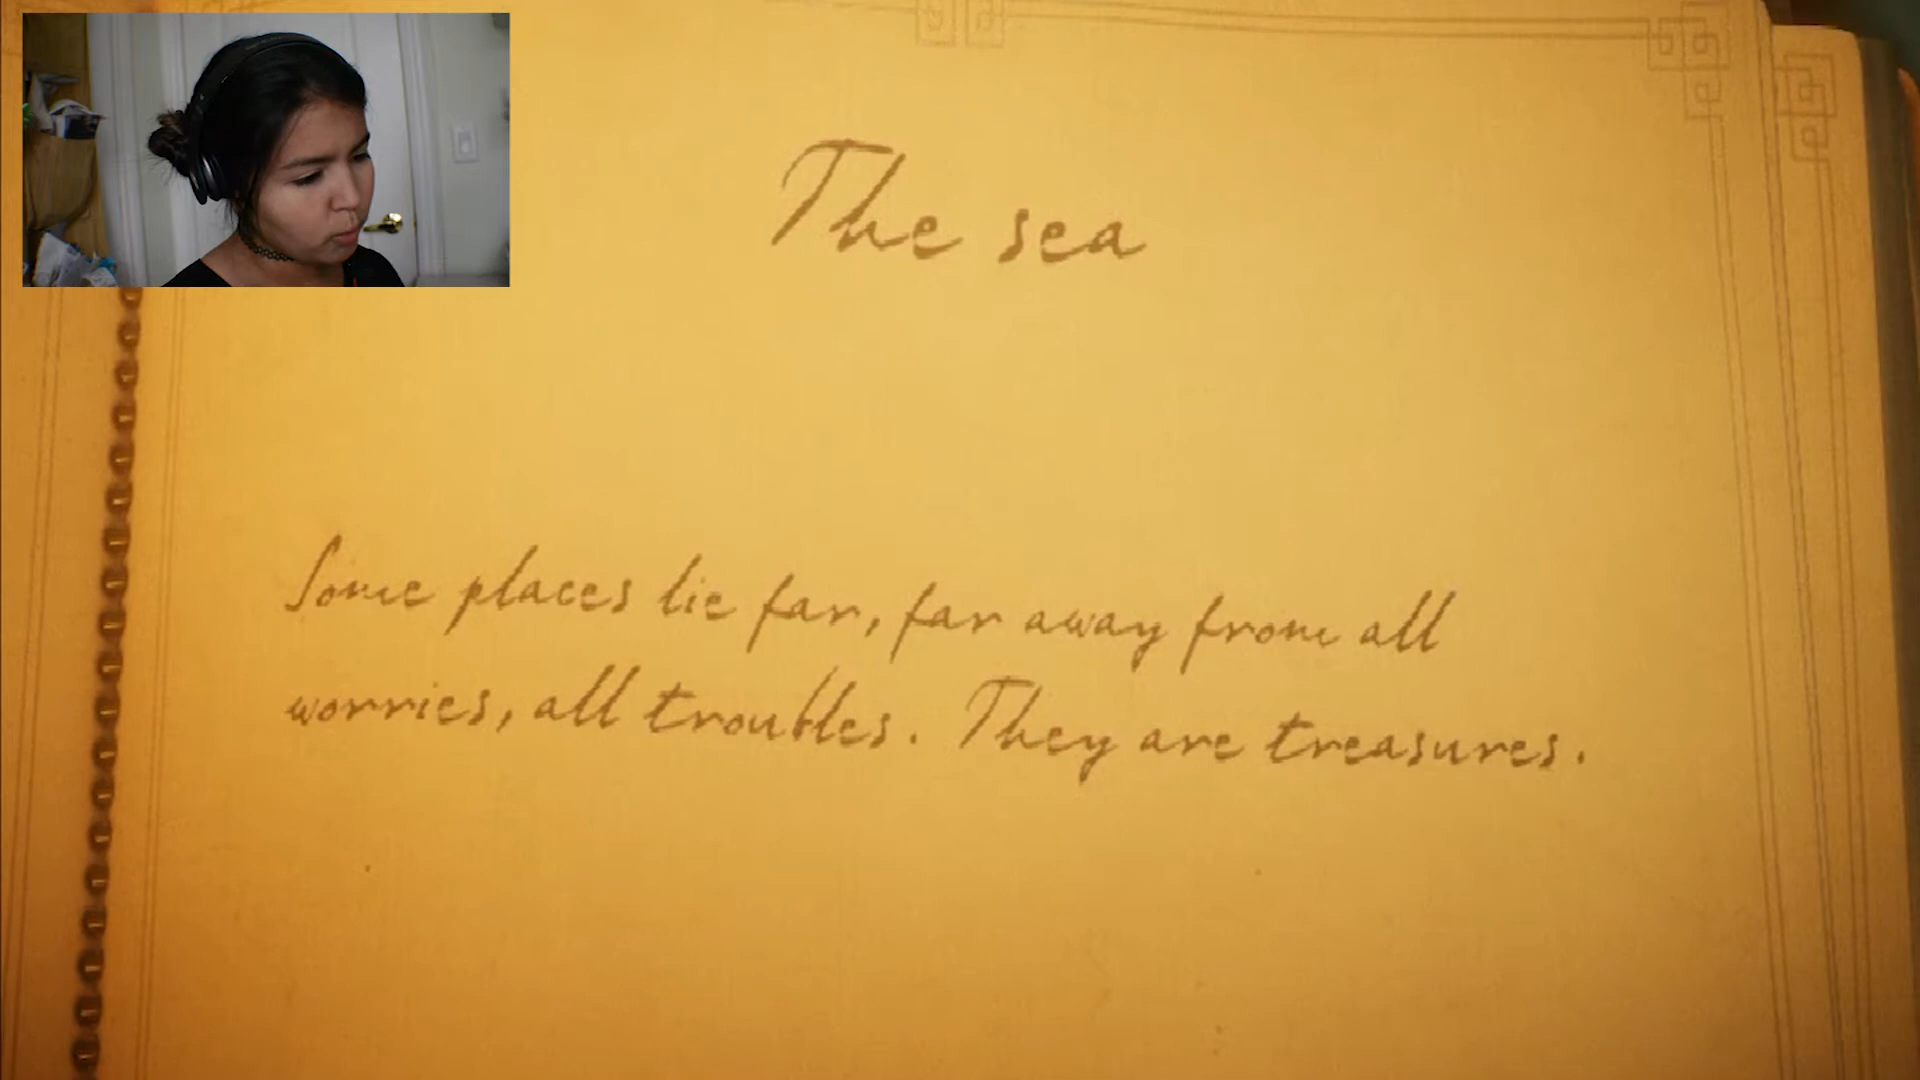 The sea
Some places lie far, far away from all
worries, all troubles. They are treasures.